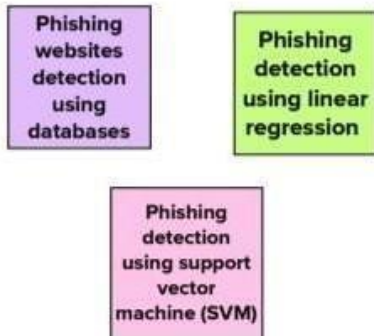 Phishing
websites
detection
using
databases
Phishing
detection
using linear
regression
Phishing
detection
using support
vector
machine (SVM)